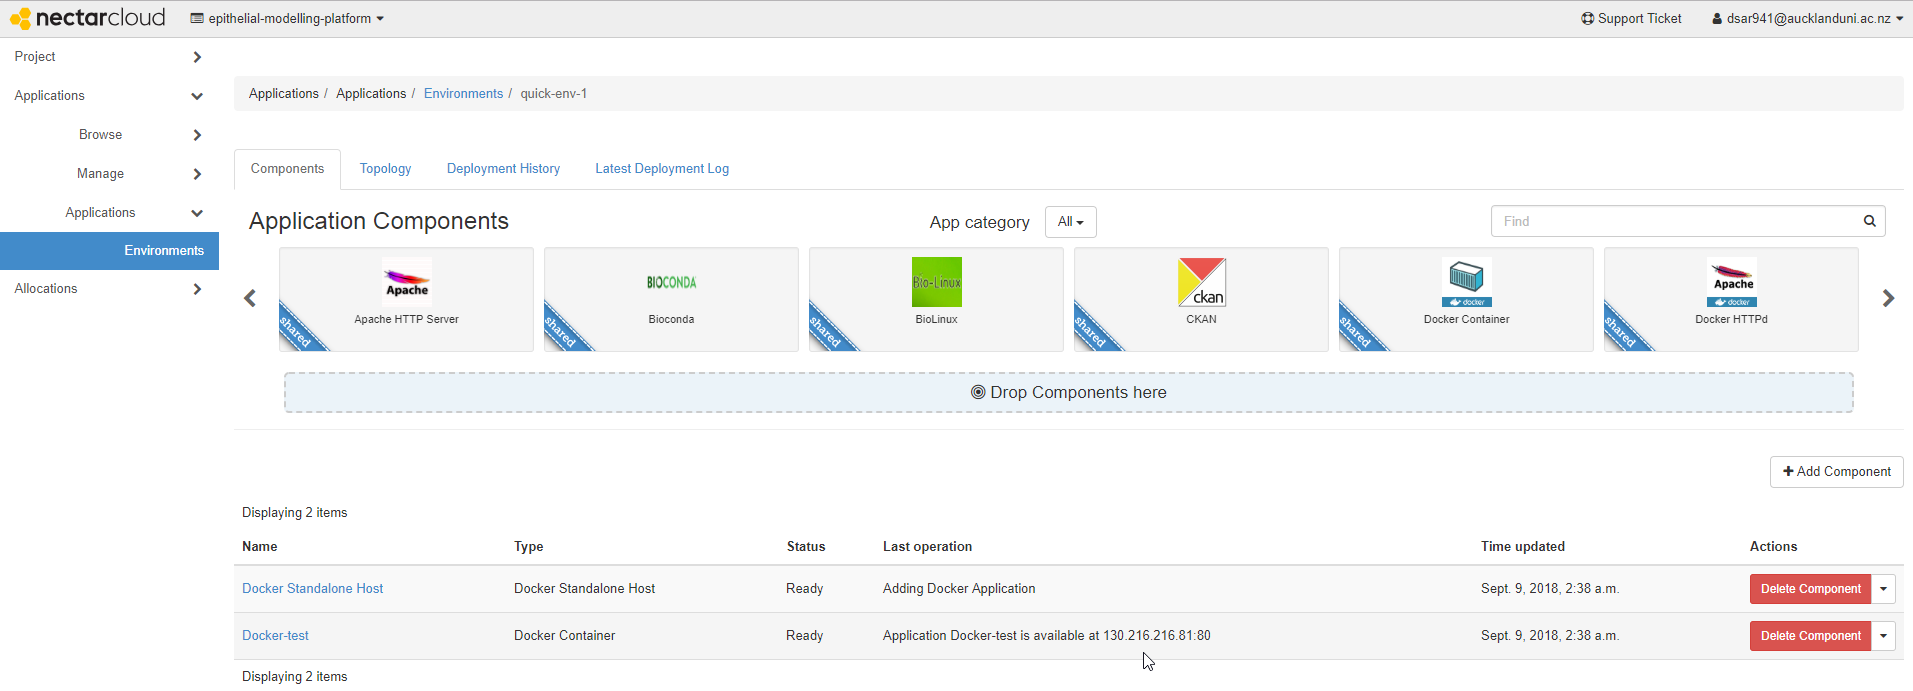 nectarcloud epithelial-modelling-platform Support Ticket dsar941@aucklanduni.ac.nz
Project
Applications
Browse
Manage
Applications
Environments
Allocations
Applications / Applications / Environments / quick-env-1
Components Topology Deployment History Latest Deployment Log
Application Components App category All Find
Apache
BIOCONDA
Bio-Linux
ckan
docker
Apache
docker
Apache HTTP Server Bioconda BioLinux CKAN Docker Container Docker HTTPd
shared shared shared shared shared shared
Drop Components here
+ Add Component
Displaying 2 items
Name Type Status Last operation Time updated Actions
Docker Standalone Host Docker Standalone Host Ready Adding Docker Application Sept. 9, 2018, 2:38 a.m. Delete Component
Docker-test Docker Container Ready Application Docker-test is available at 130.216.216.81:80 Sept. 9, 2018, 2:38 a.m. Delete Component
Displaying 2 items